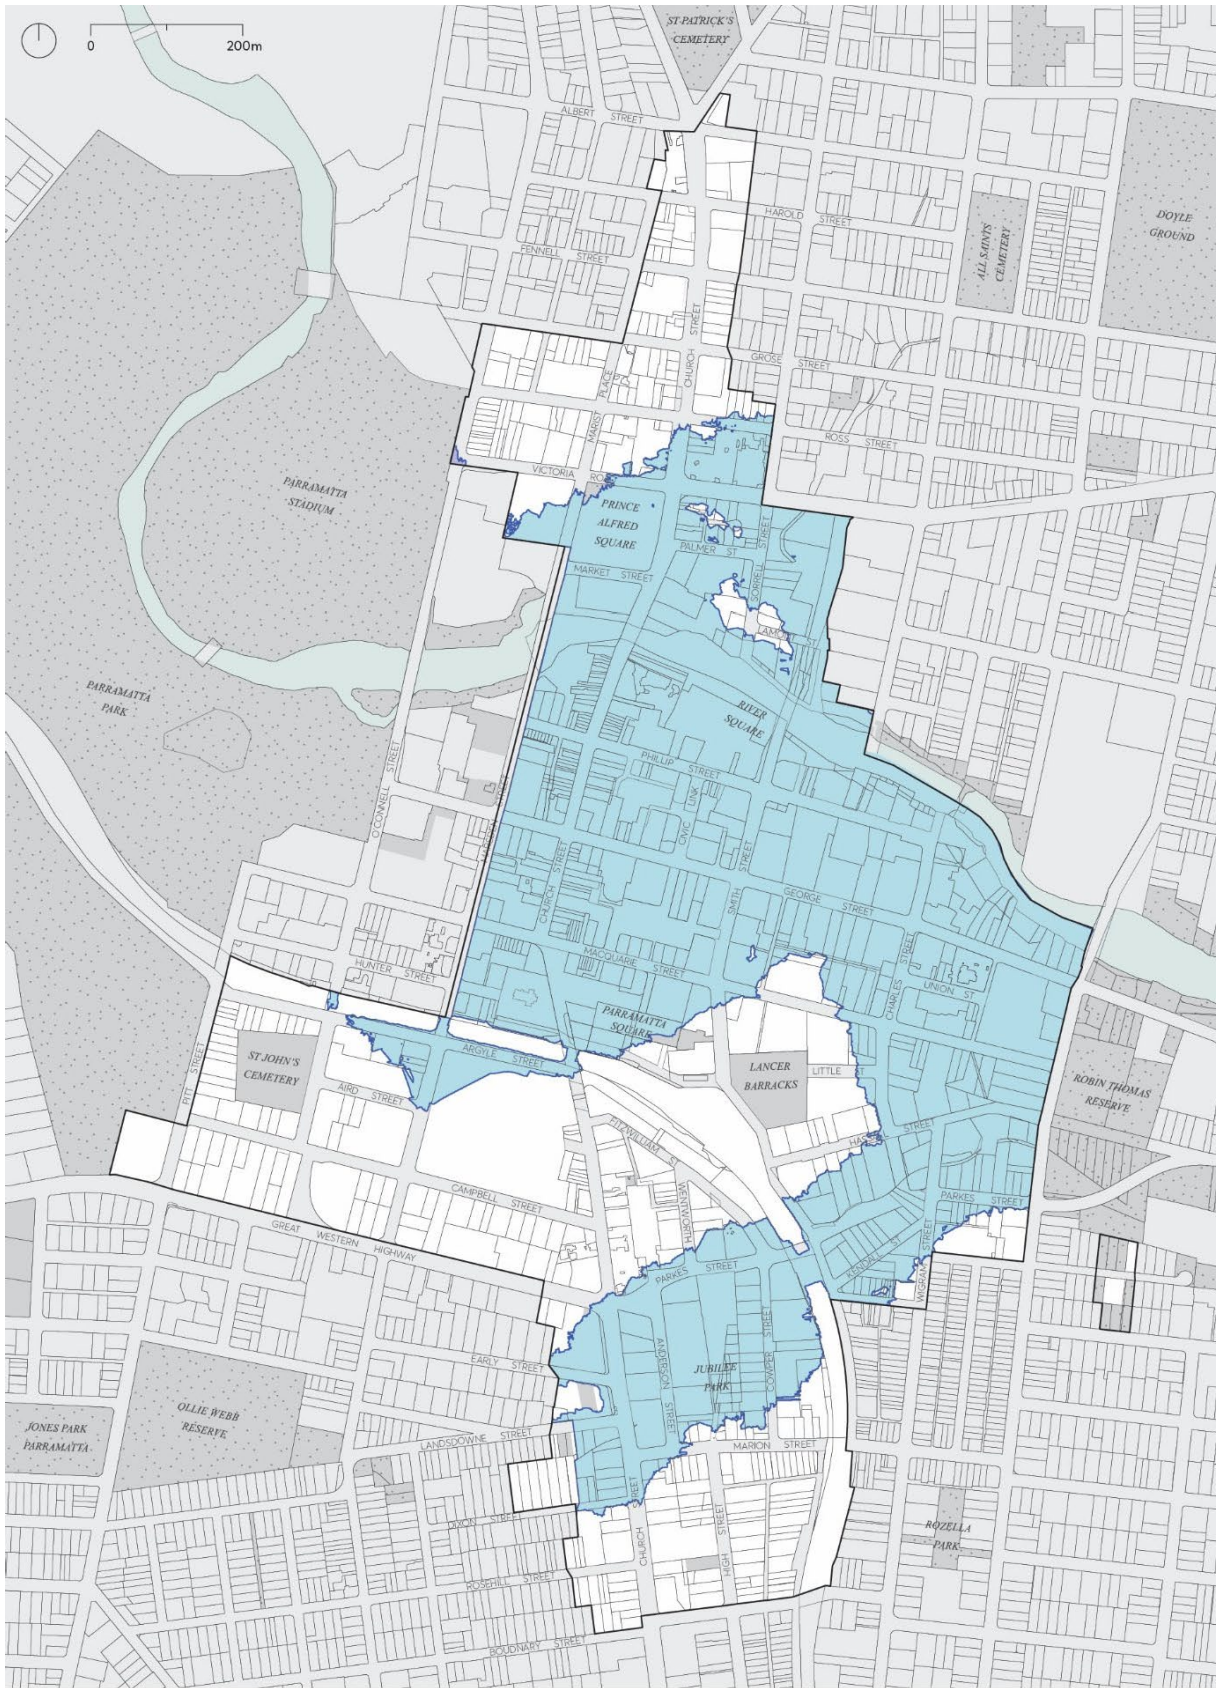 ST PATRICK'S
CEMETERY
0
200m
ALBERT STREET
HAROLD STREET
DOYLE
GROUND
ALL SAINTS
CEMETERY
FENNELL STREET
CHURCH STREET
GROSE STREET
MARIST PLACE
ROSS STREET
VICTORIA RO
PARRAMATTA
STADIUM
PRINCE
ALFRED
SQUARE
PALMER ST
SORRELL STREET
MARKET STREET
LAMO
PARRAMATTA
PARK
RIVER
SQUARE
PHILLIP STREET
O'CONNELL STREET
STREET
CIVIC LINK
CHURCH STREET
SMITH STREET
GEORGE STREET
MACQUARIE STREET
HUNTER STREET
CHARLES STREET
UNION ST
PARRAMATTA
SQUARE
ARGYLE STREET
ST JOHN'S
CEMETERY
LANCER
BARRACKS
LITTLE ST
ROBIN THOMAS
RESERVE
PITT STREET
AIRD STREET
FITZWILLIAM ST
HAS STREET
CAMPBELL STREET
WENTWORTH
PARKES STREET
GREAT WESTERN HIGHWAY
KENDALL ST
WIGRAM STREET
PARKES STREET
EARLY STREET
ANDERSON STREET
JUBILEE
PARK
COWPER STREET
OLLIE WEBB
RESERVE
JONES PARK
PARRAMATTA
LANDSDOWNE STREET
MARION STREET
DIXON STREET
CHURCH STREET
HIGH STREET
ROZELLA
PARK
ROSEHILL STREET
BOUDNARY STREET